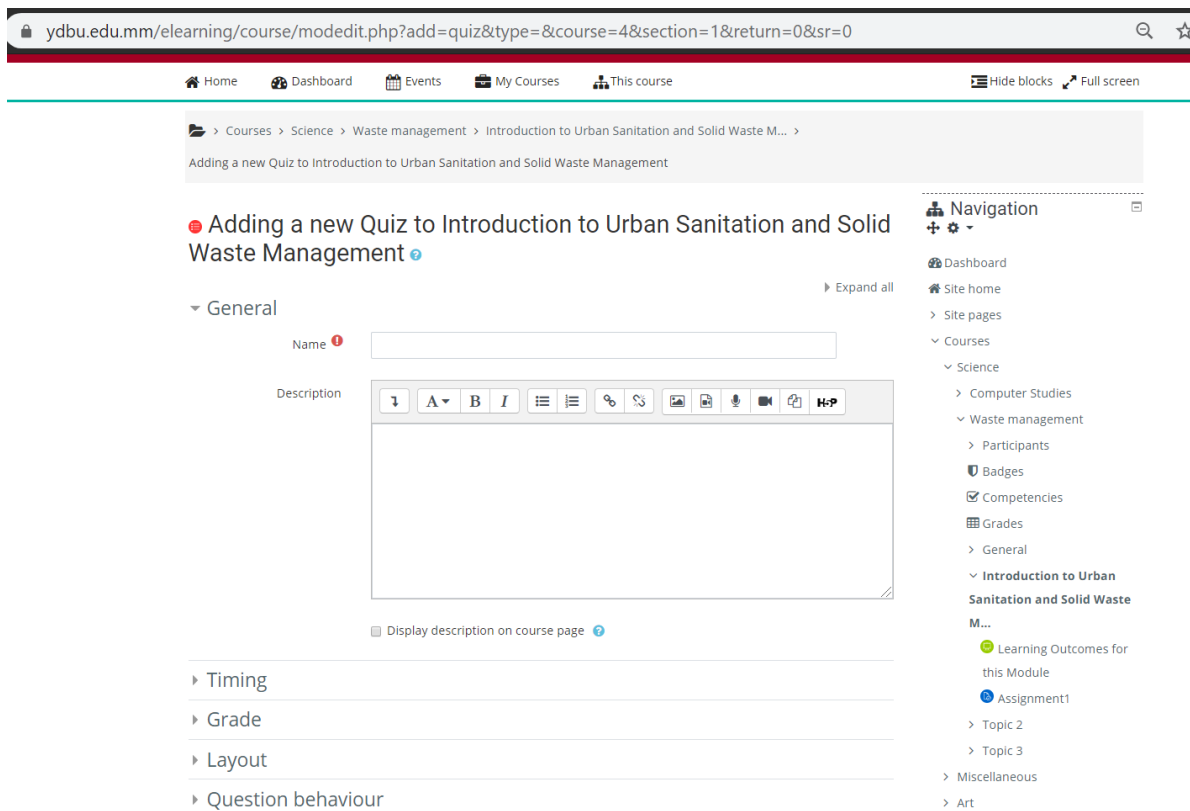 ydbu.edu.mm/elearning/course/modedit.php?add=quiz&type=&course=4&section=1&return=0&sr=0
Home Dashboard Events My Courses This course Hide blocks Full screen
> Courses > Science > Waste management > Introduction to Urban Sanitation and Solid Waste M... >
Adding a new Quiz to Introduction to Urban Sanitation and Solid Waste Management
Adding a new Quiz to Introduction to Urban Sanitation and Solid
Waste Management
Expand all
General
Name
Description
A B I H-P
Display description on course page
Timing
Grade
Layout
Question behaviour
Navigation
Dashboard
Site home
Site pages
Courses
Science
Computer Studies
Waste management
Participants
Badges
Competencies
Grades
General
Introduction to Urban
Sanitation and Solid Waste
M...
Learning Outcomes for
this Module
Assignment1
Topic 2
Topic 3
Miscellaneous
Art